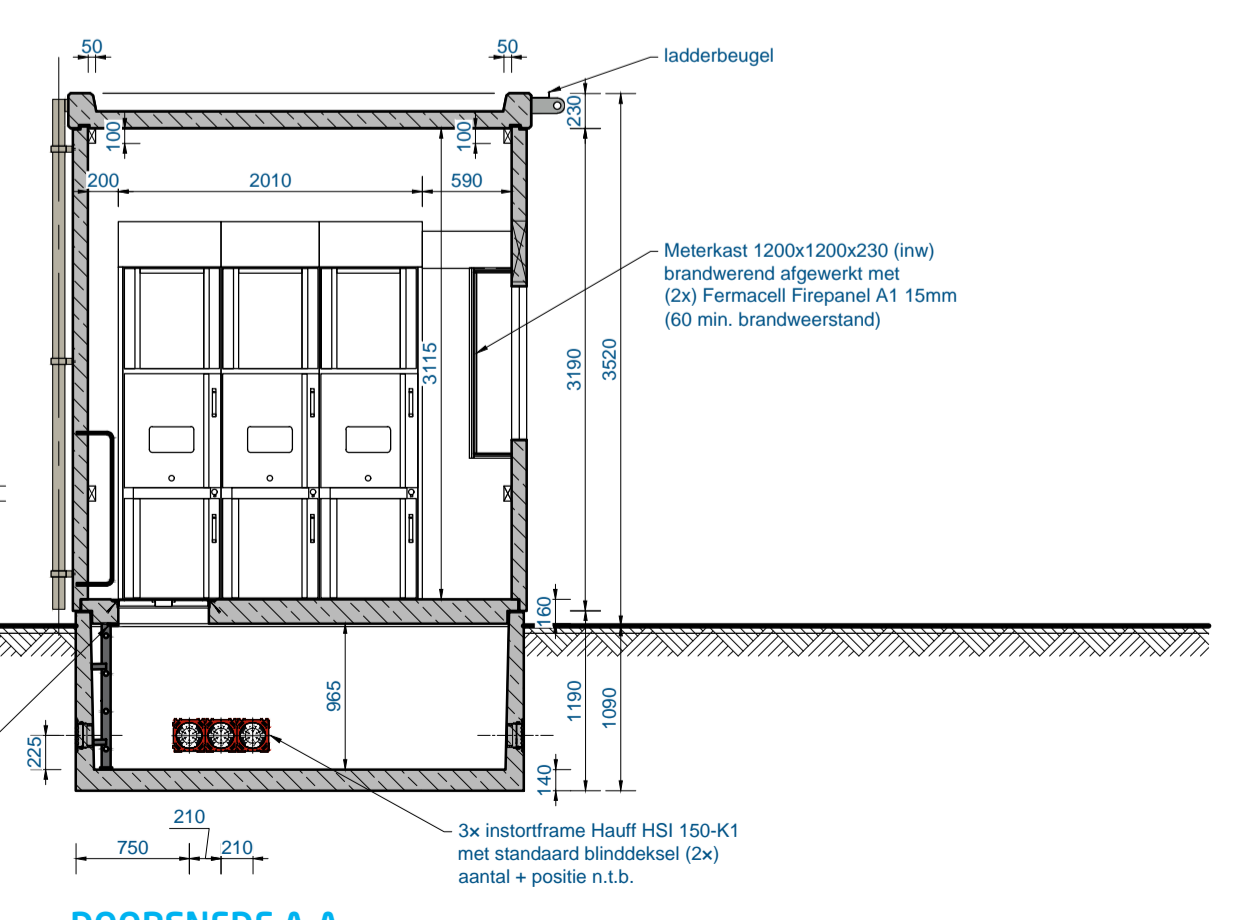 50
50
ladderbeugel
230
100
100
200
2010
590
Meterkast 1200x1200x230 (inw)
brandwerend afgewerkt met
(2x) Fermacell Firepanel A1 15mm
(60 min. brandweerstand)
3115
3190
3520
160
965
1190
1090
225
140
210
750
210
3x instortframe Hauff HSI 150-K1
met standaard blinddeksel (2x)
aantal + positie n.t.b.
DOORSNEDE A-A